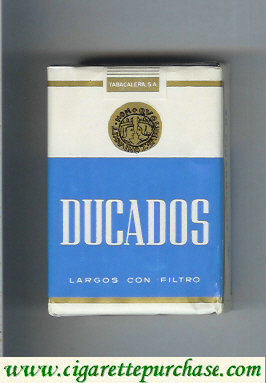 TABACALERA, S.A.
DUCADOS
LARGOS CON FILTRO
www.cigarettepurchase.com